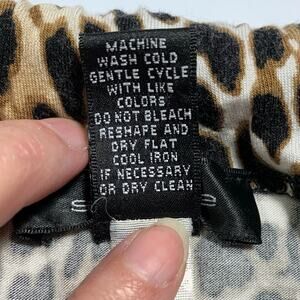 MACHINE
WASH COLD
GENTLE CYCLE
WITH LIKE
COLORS
DO NOT BLEACH
RESHAPE AND
DRY FLAT
COOL IRON
IF NECESSARY
OR DRY CLEAN